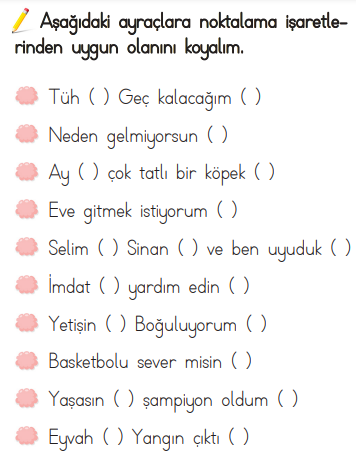 Aşağıdaki ayraçlara noktalama işaretle-
rinden uygun olanını koyalım.
Tüh ( ) Geç kalacağım ( )
Neden gelmiyorsun ( )
Ay ( ) çok tatlı bir köpek ( )
Eve gitmek istiyorum ( )
Selim ( ) Sinan ( ) ve ben uyuduk ( )
İmdat ( ) yardım edin ( )
Yetişin ( ) Boğuluyorum ( )
Basketbolu sever misin ( )
Yaşasın ( ) şampiyon oldum ( )
Eyvah ( ) Yangın çıktı ( )